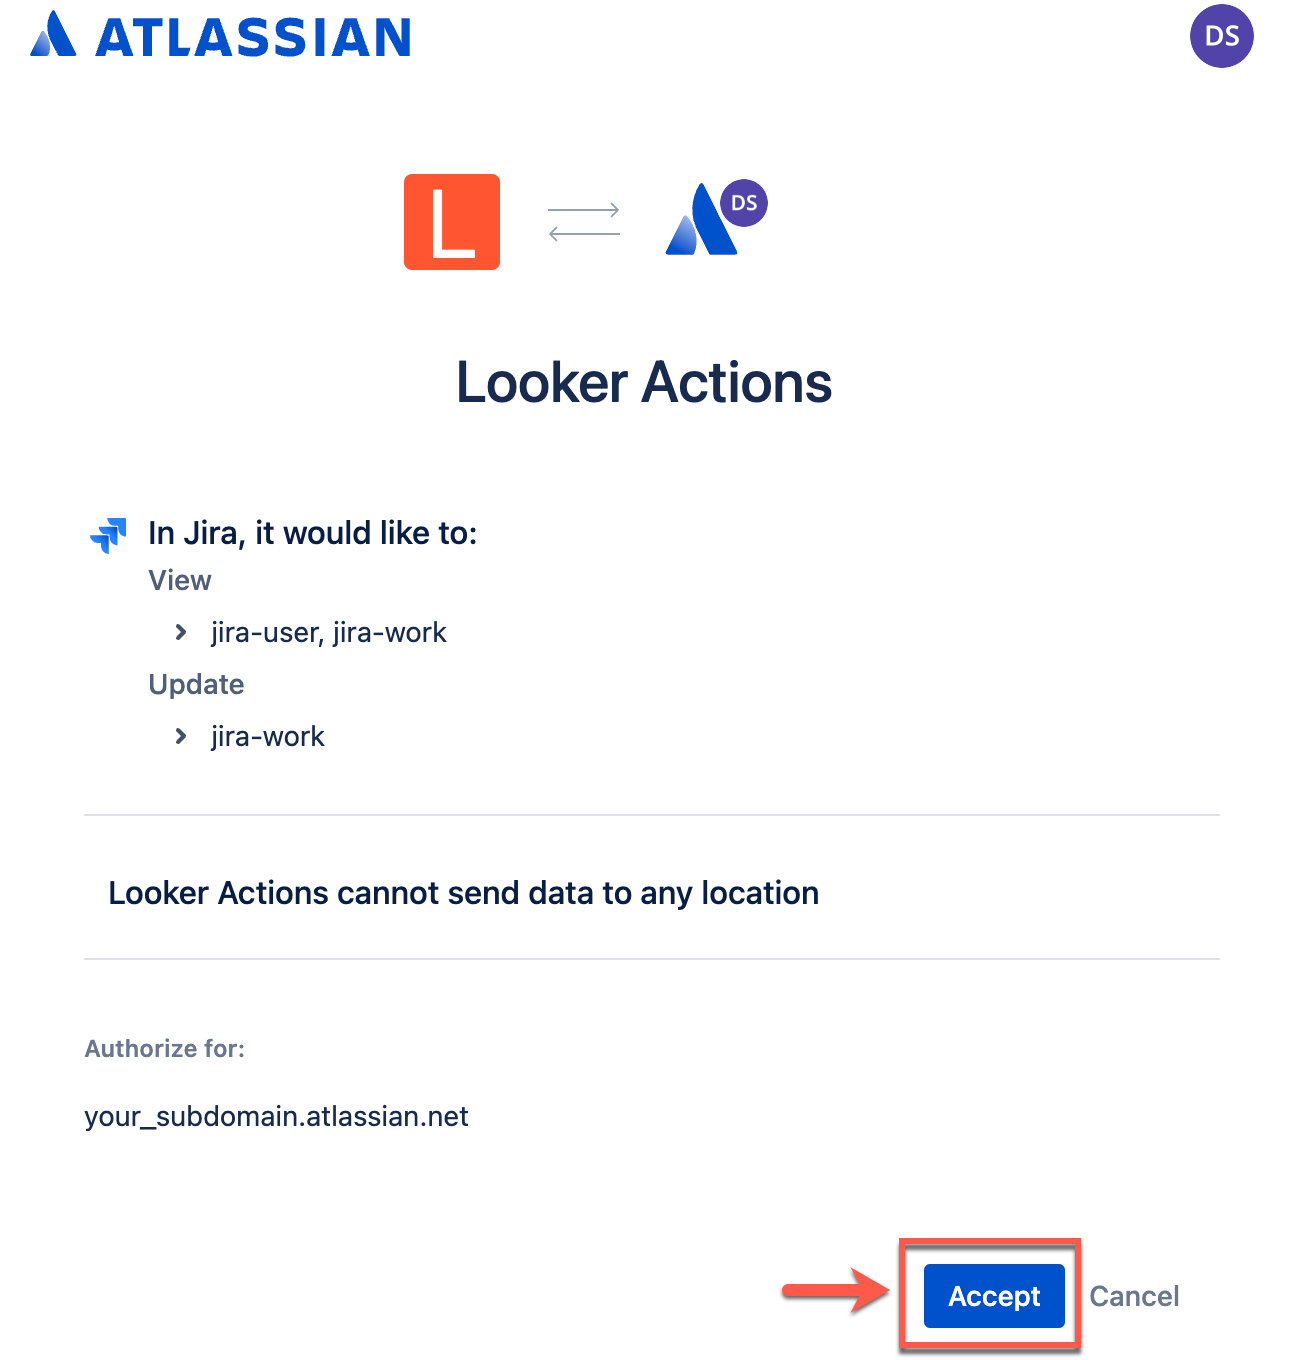 ATLASSIAN
DS
L
DS
Looker Actions
In Jira, it would like to:
View
jira-user, jira-work
Update
jira-work
Looker Actions cannot send data to any location
Authorize for:
your_subdomain.atlassian.net
Accept
Cancel